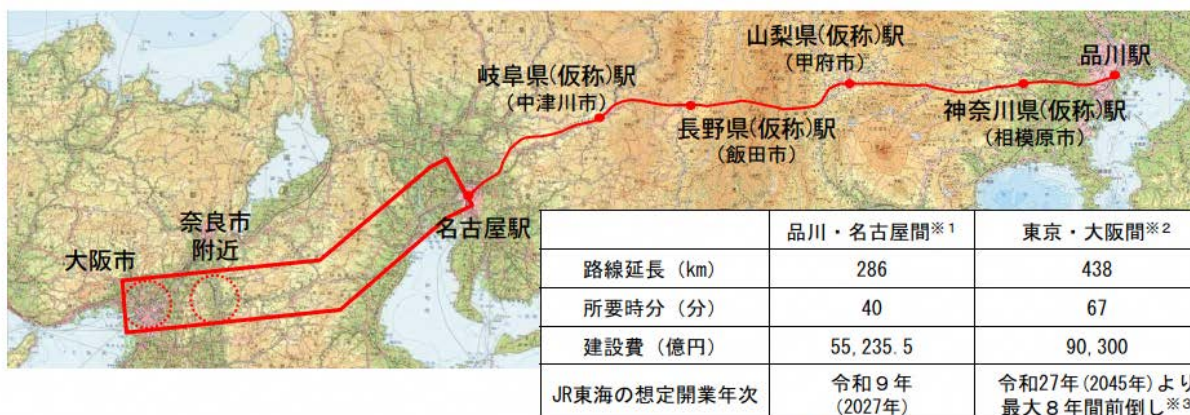 山梨県(仮称)駅
(甲府市)
品川駅
岐阜県(仮称)駅
(中津川市)
長野県(仮称)駅
(飯田市)
神奈川県(仮称)駅
(相模原市)
奈良市
附近
大阪市
名古屋駅
品川・名古屋間※1 東京・大阪間※2
路線延長（km） 286 438
所要時分（分） 40 67
建設費（億円） 55,235.5 90,300
JR東海の想定開業年次 令和９年 令和27年(2045年)より
(2027年) 最大８年間前倒し※3